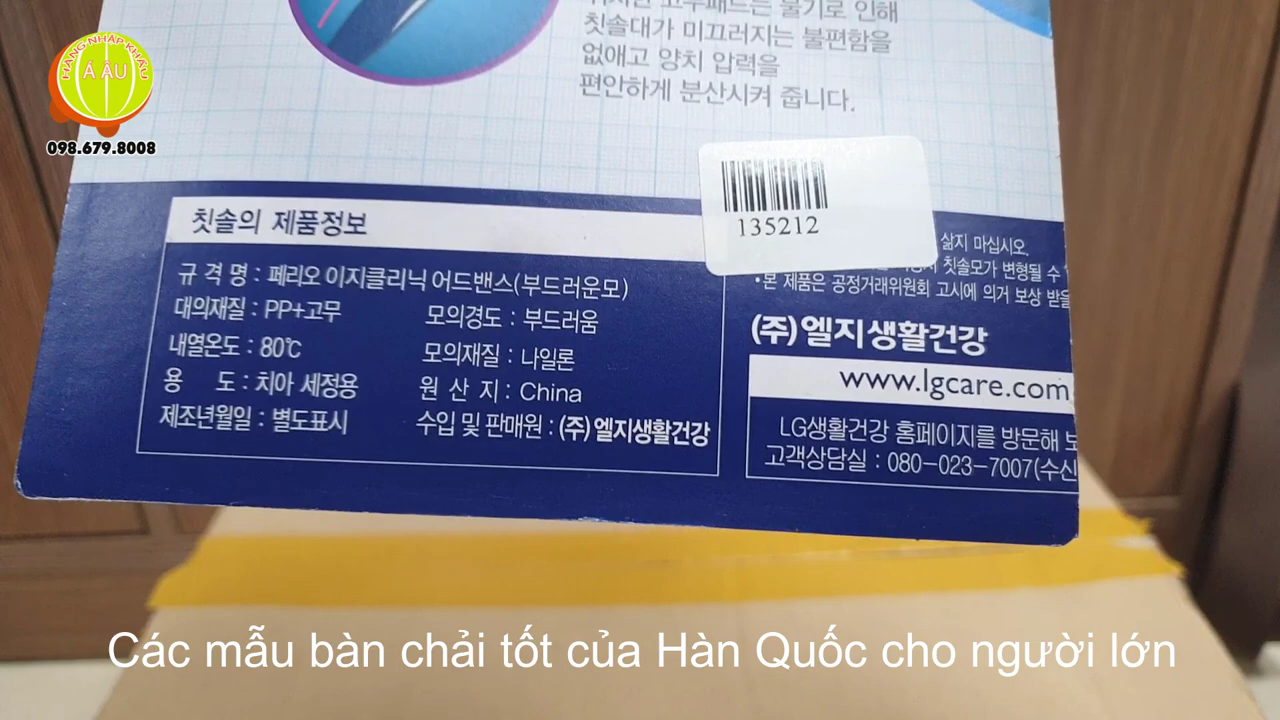 HÀNG NHẬP KHẨU
Á ÂU
098.679.8008
고무패드는 물기로 인해
칫솔대가 미끄러지는 불편함을
없애고 양치 압력을
편안하게 분산시켜 줍니다.
135212
칫솔의 제품정보
규 격 명 : 페리오 이지클리닉 어드밴스(부드러운모)
대의재질 : PP+고무
모의경도 : 부드러움
내열온도 : 80℃
모의재질 : 나일론
용 도 : 치아 세정용
원 산 지 : China
제조년월일 : 별도표시
수입 및 판매원 : (주)엘지생활건강
삶지 마십시오.
칫솔모가 변형될 수
•본 제품은 공정거래위원회 고시에 의거 보상 받을
(주)엘지생활건강
www.lgcare.com
LG생활건강 홈페이지를 방문해
고객상담실 : 080-023-7007(수신
Các mẫu bàn chải tốt của Hàn Quốc cho người lớn